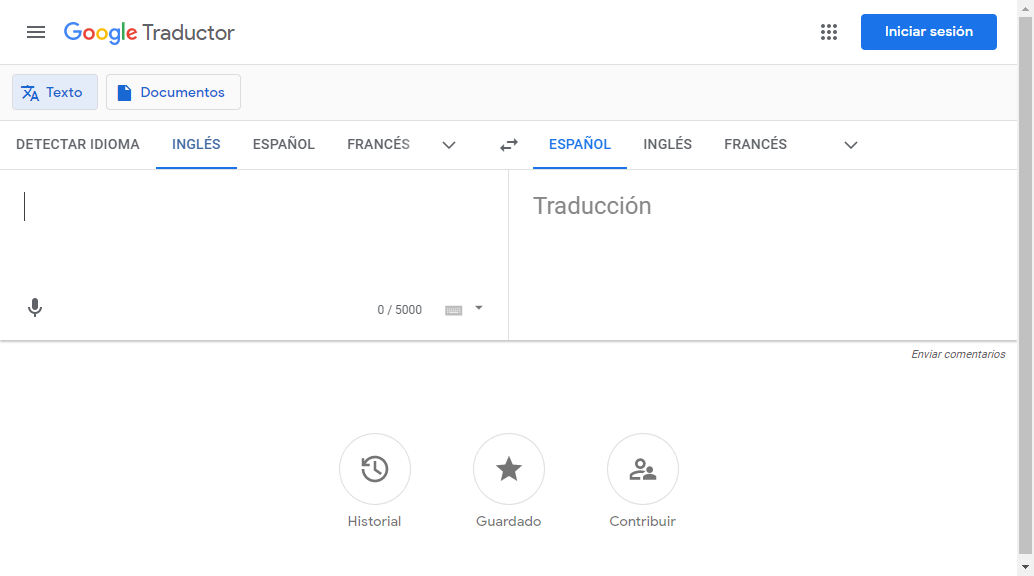 Google Traductor
Iniciar sesión
Texto
Documentos
DETECTAR IDIOMA INGLÉS ESPAÑOL FRANCÉS ESPAÑOL INGLÉS FRANCÉS
Traducción
0 / 5000
Enviar comentarios
Historial Guardado Contribuir